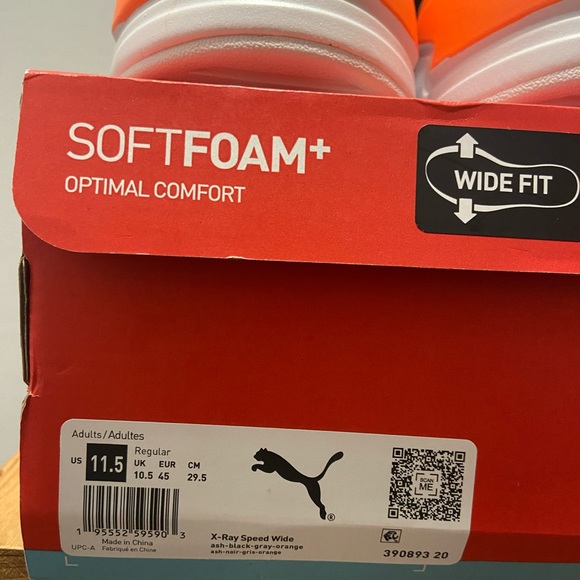 SOFTFOAM+
OPTIMAL COMFORT
WIDE FIT
Adults/Adultes
Regular
US 11.5 UK EUR CM
10.5 45 29.5
SCAN
ME
1 95552 59590 3
UPC-A Made in China
Fabriqué en Chine
®
X-Ray Speed Wide
ash-black-gray-orange
ash-noir-gris-orange
390893 20